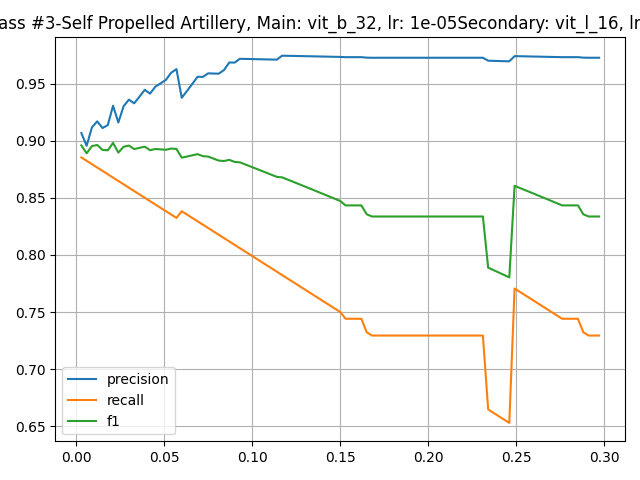 ass #3-Self Propelled Artillery, Main: vit_b_32, lr: 1e-05Secondary: vit_l_16, lr
0.95
0.90
0.85
0.80
0.75
0.70
0.65
precision
recall
f1
0.00 0.05 0.10 0.15 0.20 0.25 0.30